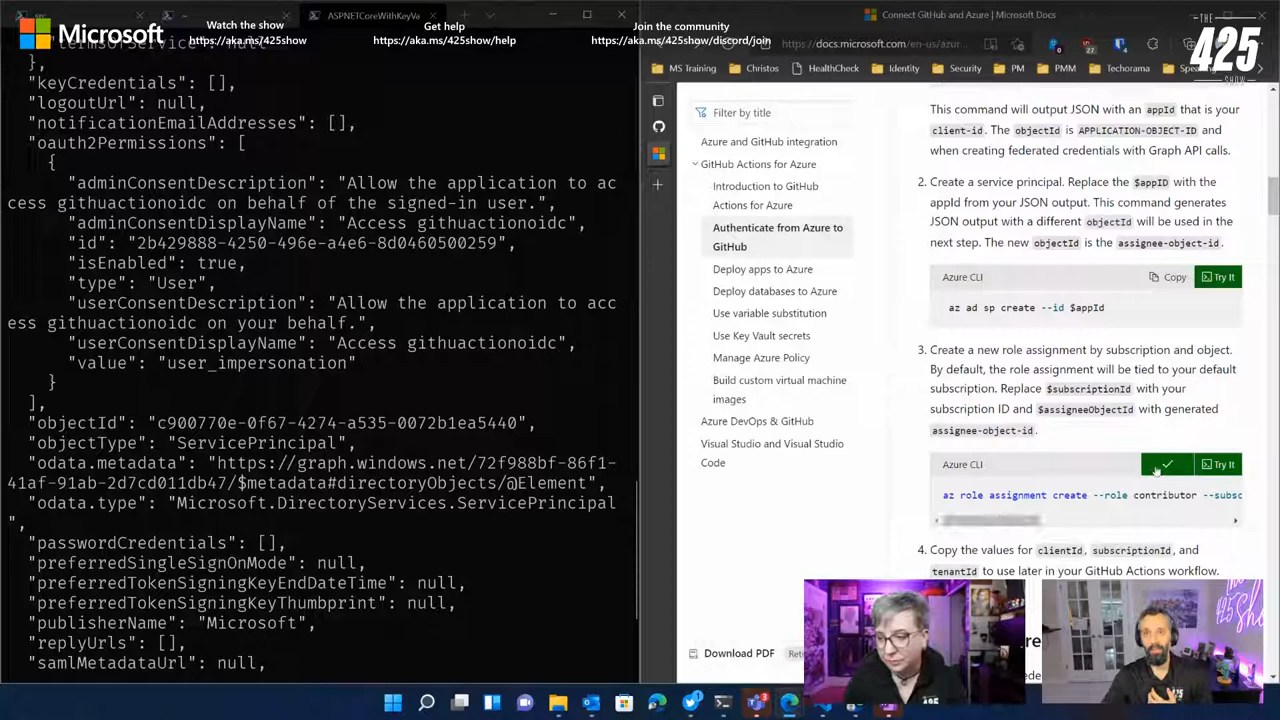 Microsoft
Watch the show
https://aka.ms/425show
Get help
https://aka.ms/425show/help
Join the community
https://aka.ms/425show/discord/join
THE
425
SHOW
src
~
ASPNETCoreWithKeyVa
Connect GitHub and Azure | Microsoft Docs
https://docs.microsoft.com/en-us/azur
MS Training
Christos
HealthCheck
Identity
Security
PM
PMM
Techorama
"termsOfService": null
},
"keyCredentials": [],
"logoutUrl": null,
"notificationEmailAddresses": [],
"oauth2Permissions": [
{
"adminConsentDescription": "Allow the application to ac
cess githuactionoidc on behalf of the signed-in user.",
"adminConsentDisplayName": "Access githuactionoidc",
"id": "2b429888-4250-496e-a4e6-8d0460500259",
"isEnabled": true,
"type": "User",
"userConsentDescription": "Allow the application to acc
ess githuactionoidc on your behalf.",
"userConsentDisplayName": "Access githuactionoidc",
"value": "user_impersonation"
}
],
"objectId": "c900770e-0f67-4274-a535-0072b1ea5440",
"objectType": "ServicePrincipal",
"odata.metadata": "https://graph.windows.net/72f988bf-86f1-
41af-91ab-2d7cd011db47/$metadata#directoryObjects/@Element",
"odata.type": "Microsoft.DirectoryServices.ServicePrincipal
",
"passwordCredentials": [],
"preferredSingleSignOnMode": null,
"preferredTokenSigningKeyEndDateTime": null,
"preferredTokenSigningKeyThumbprint": null,
"publisherName": "Microsoft",
"replyUrls": [],
"samlMetadataUrl": null,
Filter by title
Azure and GitHub integration
GitHub Actions for Azure
Introduction to GitHub
Actions for Azure
Authenticate from Azure to
GitHub
Deploy apps to Azure
Deploy databases to Azure
Use variable substitution
Use Key Vault secrets
Manage Azure Policy
Build custom virtual machine
images
Azure DevOps & GitHub
Visual Studio and Visual Studio
Code
Download PDF
This command will output JSON with an appId that is your
client-id. The objectId is APPLICATION-OBJECT-ID and
when creating federated credentials with Graph API calls.
2. Create a service principal. Replace the $appID with the
appId from your JSON output. This command generates
JSON output with a different objectId will be used in the
next step. The new objectId is the assignee-object-id.
Azure CLI
Copy
Try It
az ad sp create --id $appId
3. Create a new role assignment by subscription and object.
By default, the role assignment will be tied to your default
subscription. Replace $subscriptionId with your
subscription ID and $assigneeObjectId with generated
assignee-object-id.
Azure CLI
Try It
az role assignment create --role contributor --subsc
4. Copy the values for clientId, subscriptionId, and
tenantId to use later in your GitHub Actions workflow.